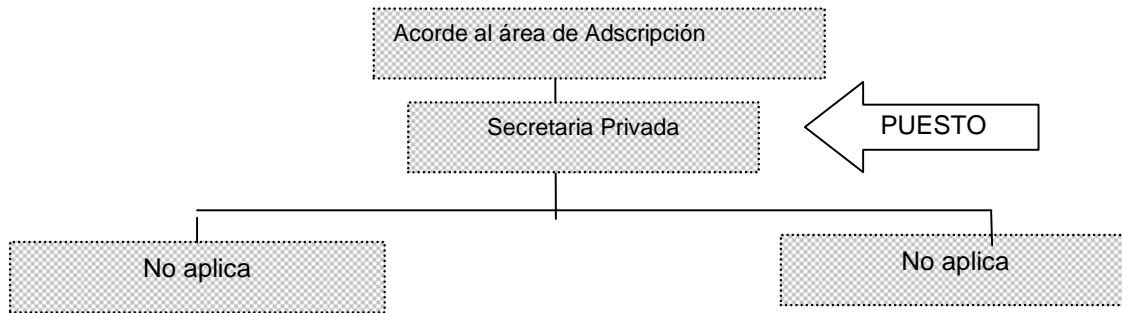 Acorde al área de Adscripción
Secretaria Privada
PUESTO
No aplica
No aplica